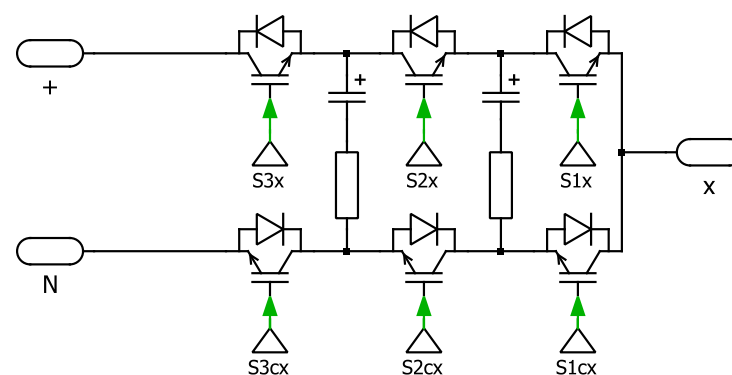 +
+
+
S3x
S2x
S1x
x
N
S3cx
S2cx
S1cx